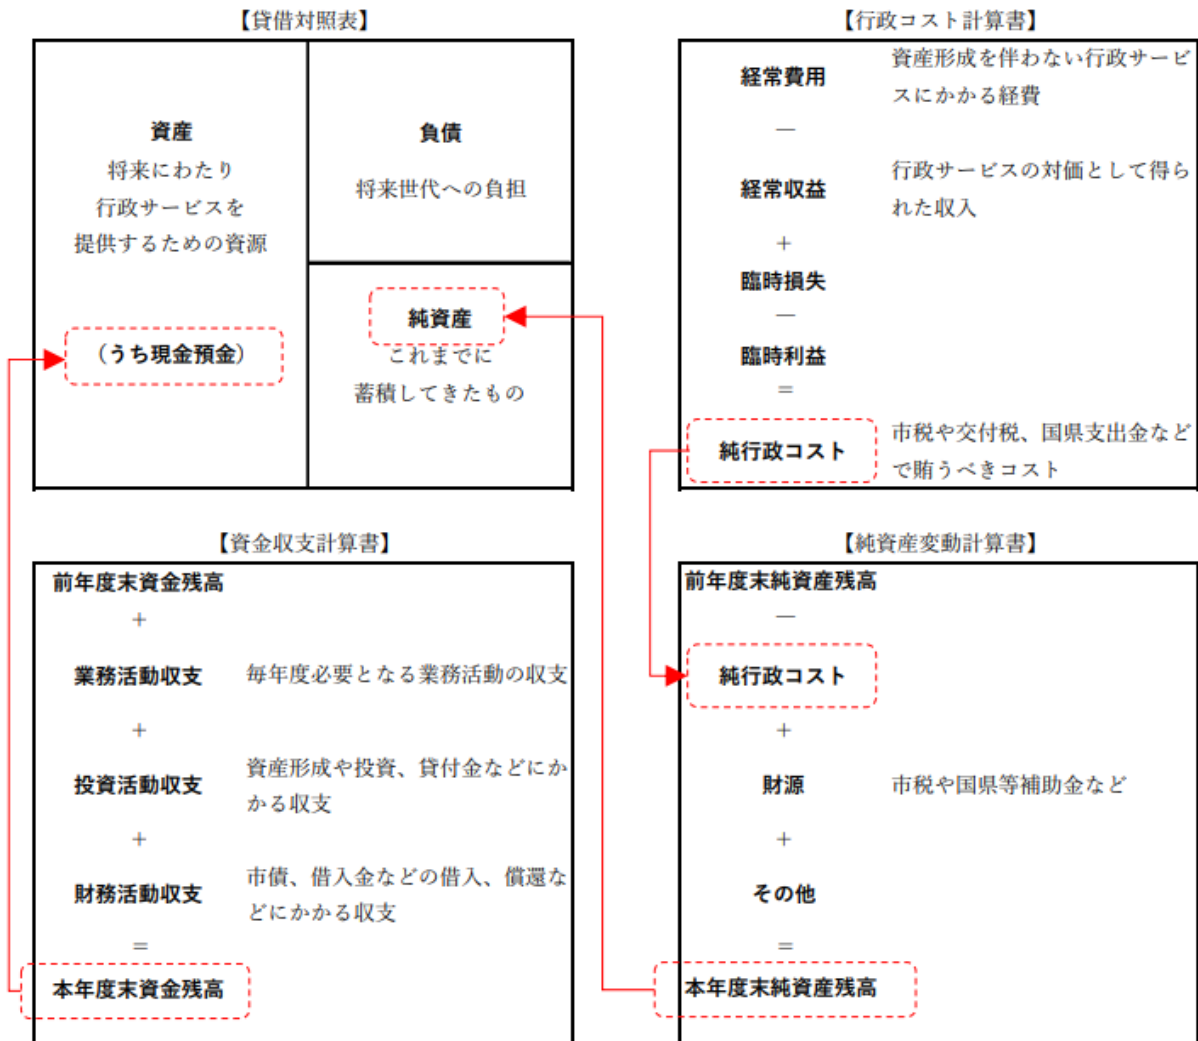 【貸借対照表】
資産
将来にわたり
行政サービスを
提供するための資源
（うち現金預金）
負債
将来世代への負担
純資産
これまでに
蓄積してきたもの
【行政コスト計算書】
経常費用
資産形成を伴わない行政サービ
スにかかる経費
－
経常収益
行政サービスの対価として得ら
れた収入
＋
臨時損失
－
臨時利益
＝
純行政コスト
市税や交付税、国県支出金など
で賄うべきコスト
【資金収支計算書】
前年度末資金残高
＋
業務活動収支
毎年度必要となる業務活動の収支
＋
投資活動収支
資産形成や投資、貸付金などにか
かる収支
＋
財務活動収支
市債、借入金などの借入、償還な
どにかかる収支
＝
本年度末資金残高
【純資産変動計算書】
前年度末純資産残高
－
純行政コスト
＋
財源
市税や国県等補助金など
＋
その他
＝
本年度末純資産残高